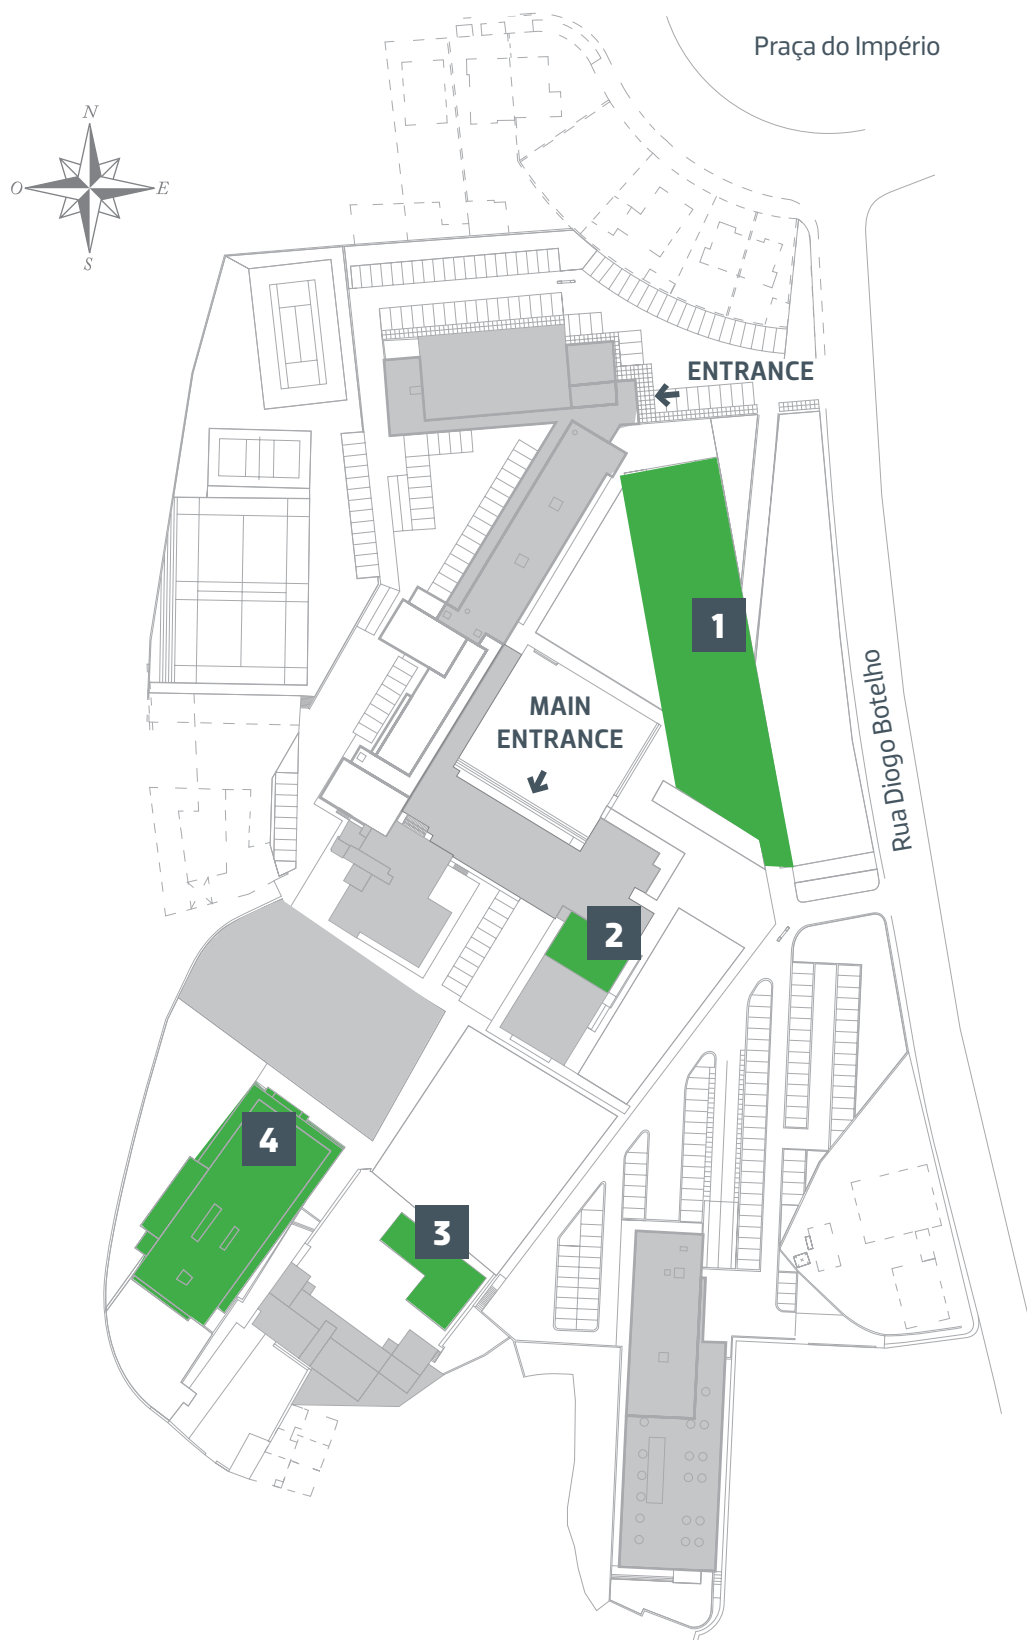 Praça do Império
N
O
E
S
ENTRANCE
1
Rua Diogo Botelho
MAIN
ENTRANCE
2
4
3